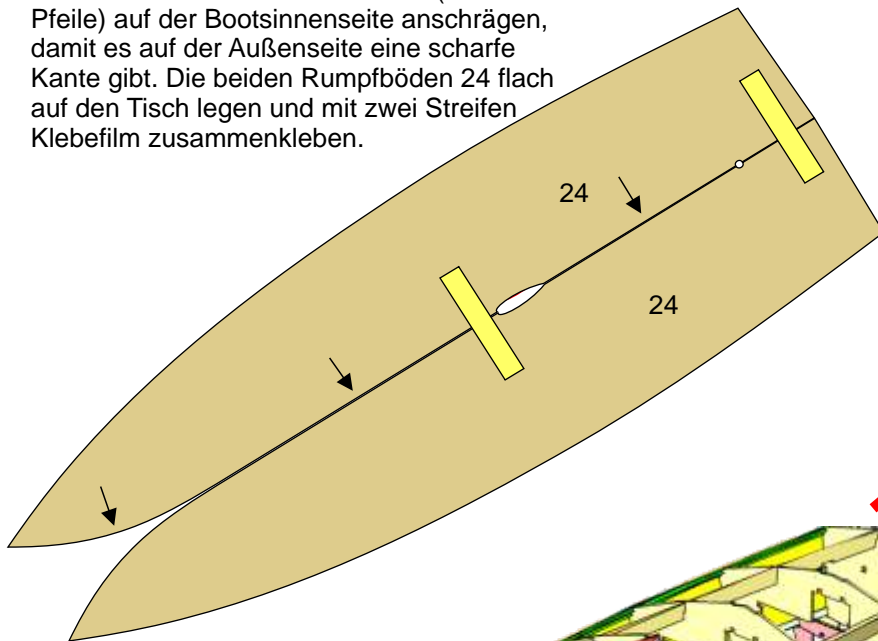 Pfeile) auf der Bootsinnenseite anschrägen,
damit es auf der Außenseite eine scharfe
Kante gibt. Die beiden Rumpfböden 24 flach
auf den Tisch legen und mit zwei Streifen
Klebefilm zusammenkleben.
24
24